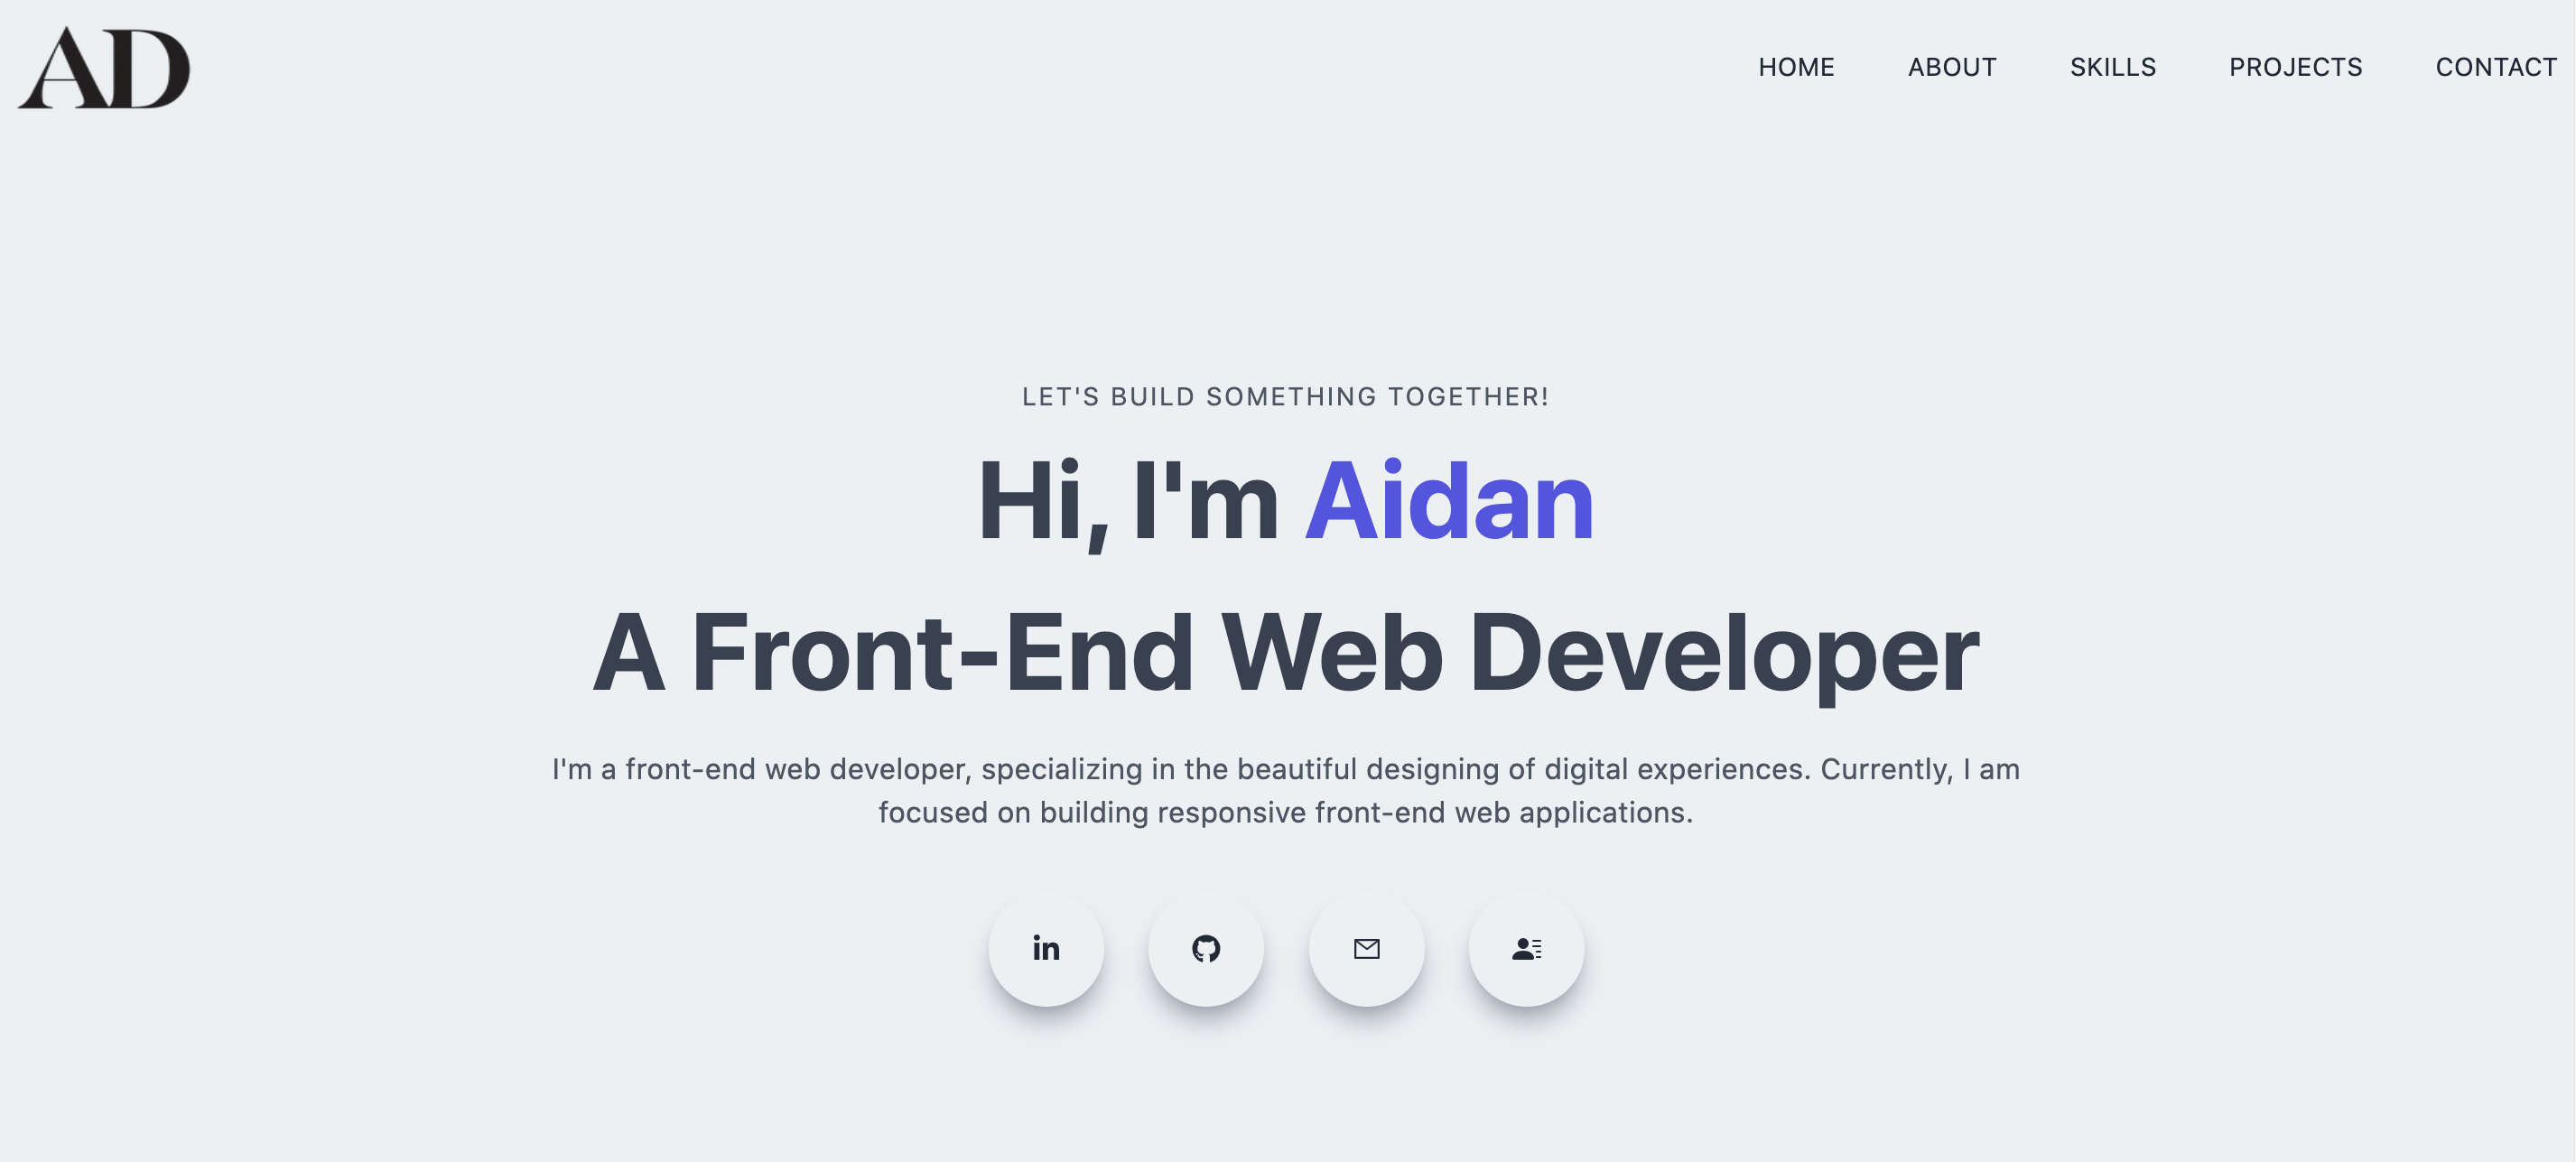 AD
HOME ABOUT SKILLS PROJECTS CONTACT
LET'S BUILD SOMETHING TOGETHER!
Hi, I'm Aidan
A Front-End Web Developer
I'm a front-end web developer, specializing in the beautiful designing of digital experiences. Currently, I am
focused on building responsive front-end web applications.
in